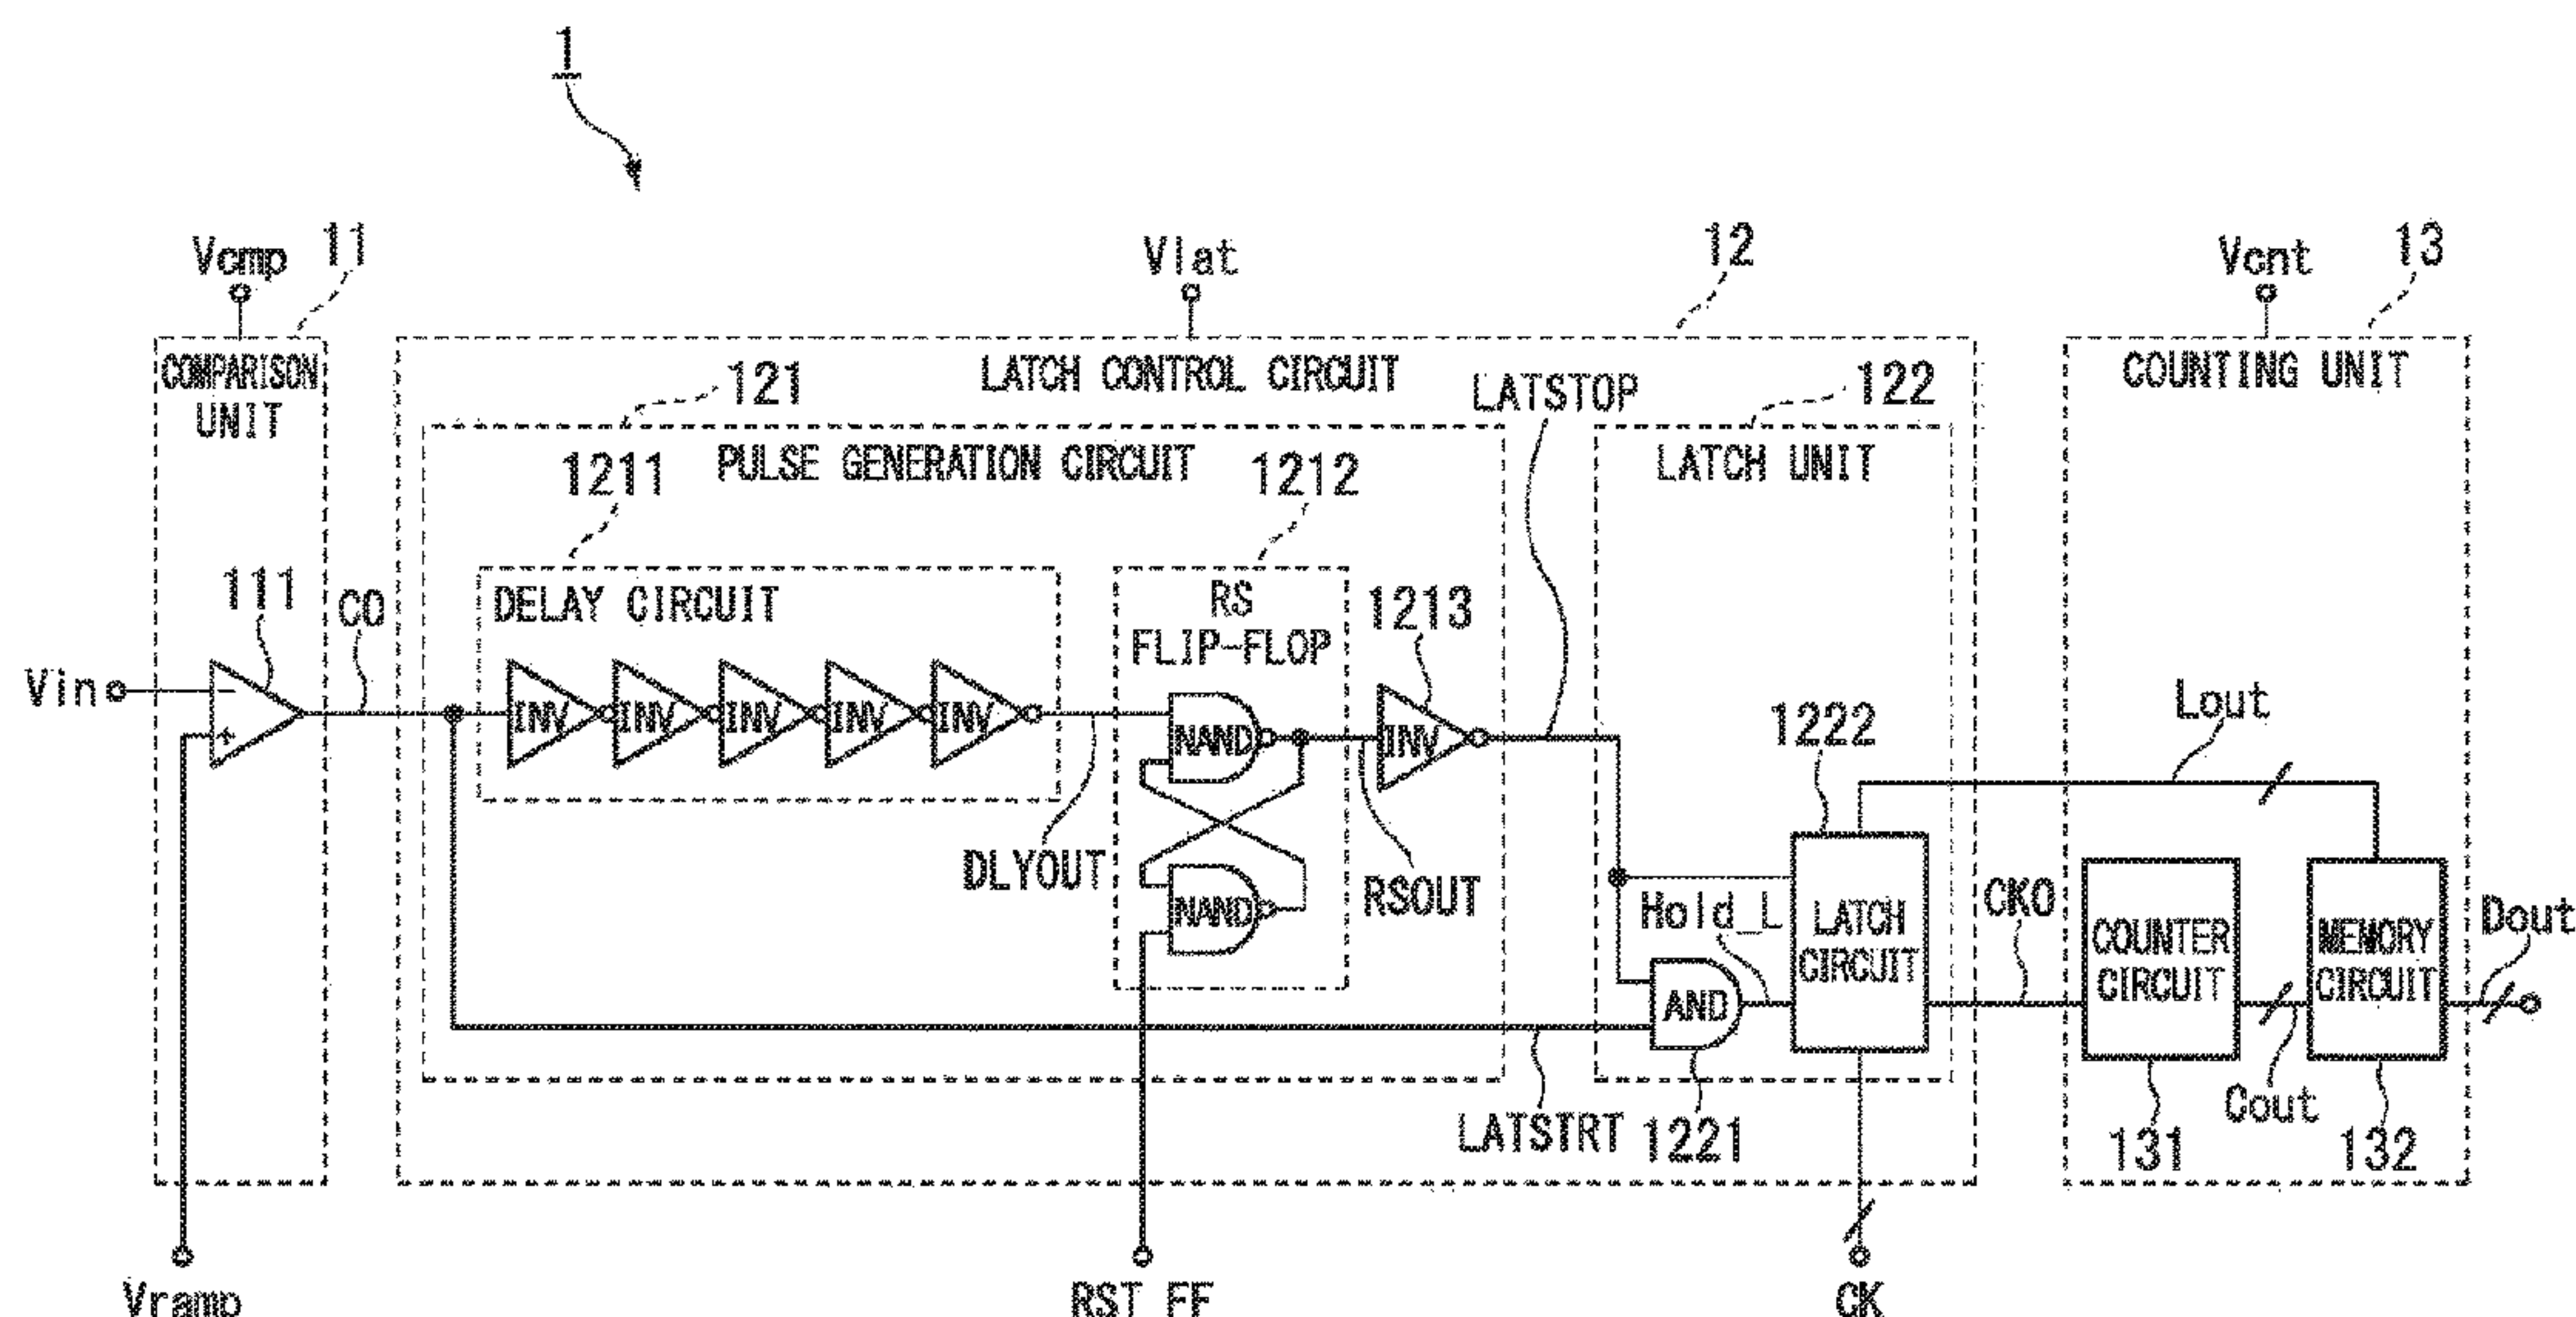 1
Vcmp
11
Vlat
12
Vcnt
13
COMPARISON
UNIT
LATCH CONTROL CIRCUIT
COUNTING UNIT
121
LATSTOP
122
PULSE GENERATION CIRCUIT
LATCH UNIT
1211
1212
111
CO
DELAY CIRCUIT
RS
FLIP-FLOP
1213
Vin
-
+
INV
INV
INV
INV
INV
NAND
INV
1222
Lout
DLYOUT
NAND
RSOUT
Hold_L
LATCH
CIRCUIT
CKO
COUNTER
CIRCUIT
MEMORY
CIRCUIT
Dout
AND
LATSTRT
1221
131
Cout
132
Vramp
RST FF
CK